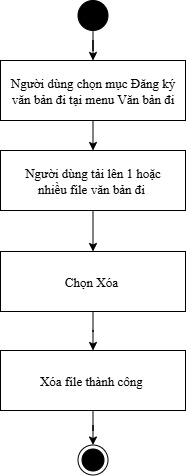 Người dùng chọn mục Đăng ký
văn bản đi tại menu Văn bản đi
Người dùng tải lên 1 hoặc
nhiều file văn bản đi
Chọn Xóa
Xóa file thành công